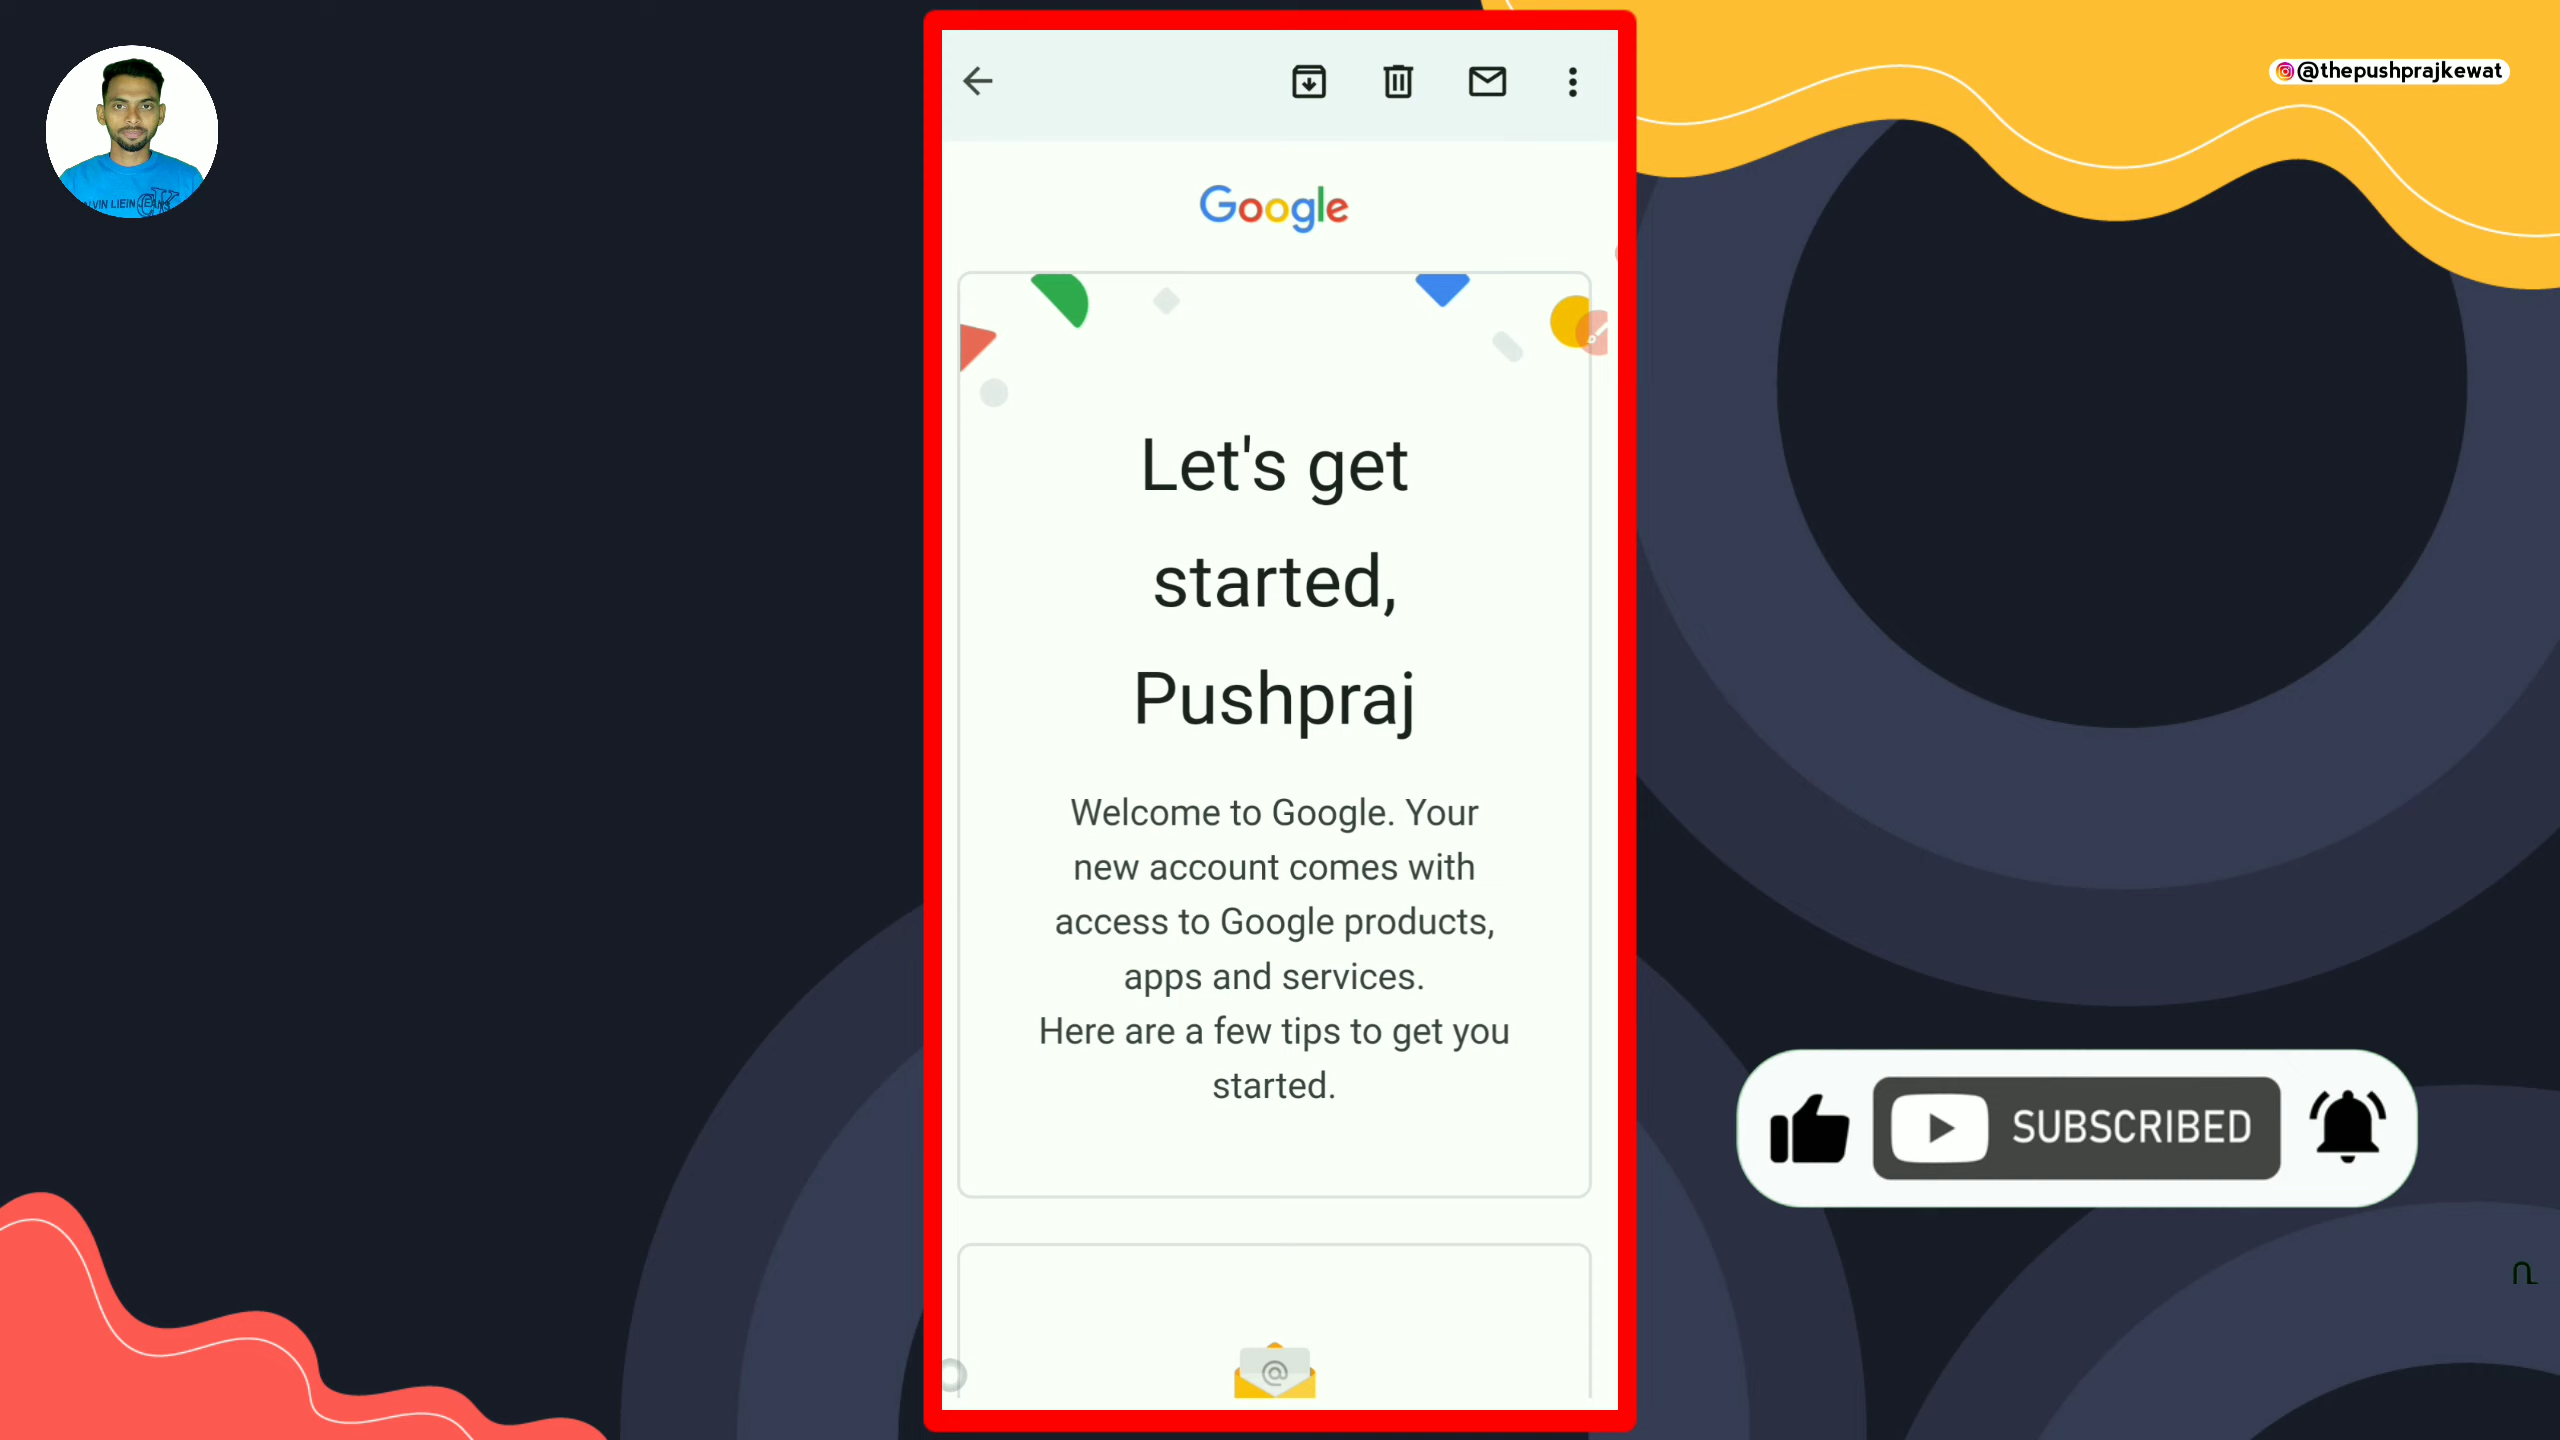 @thepushprajkewat
Google
Let's get
started,
Pushpraj
Welcome to Google. Your
new account comes with
access to Google products,
apps and services.
Here are a few tips to get you
started.
@
SUBSCRIBED